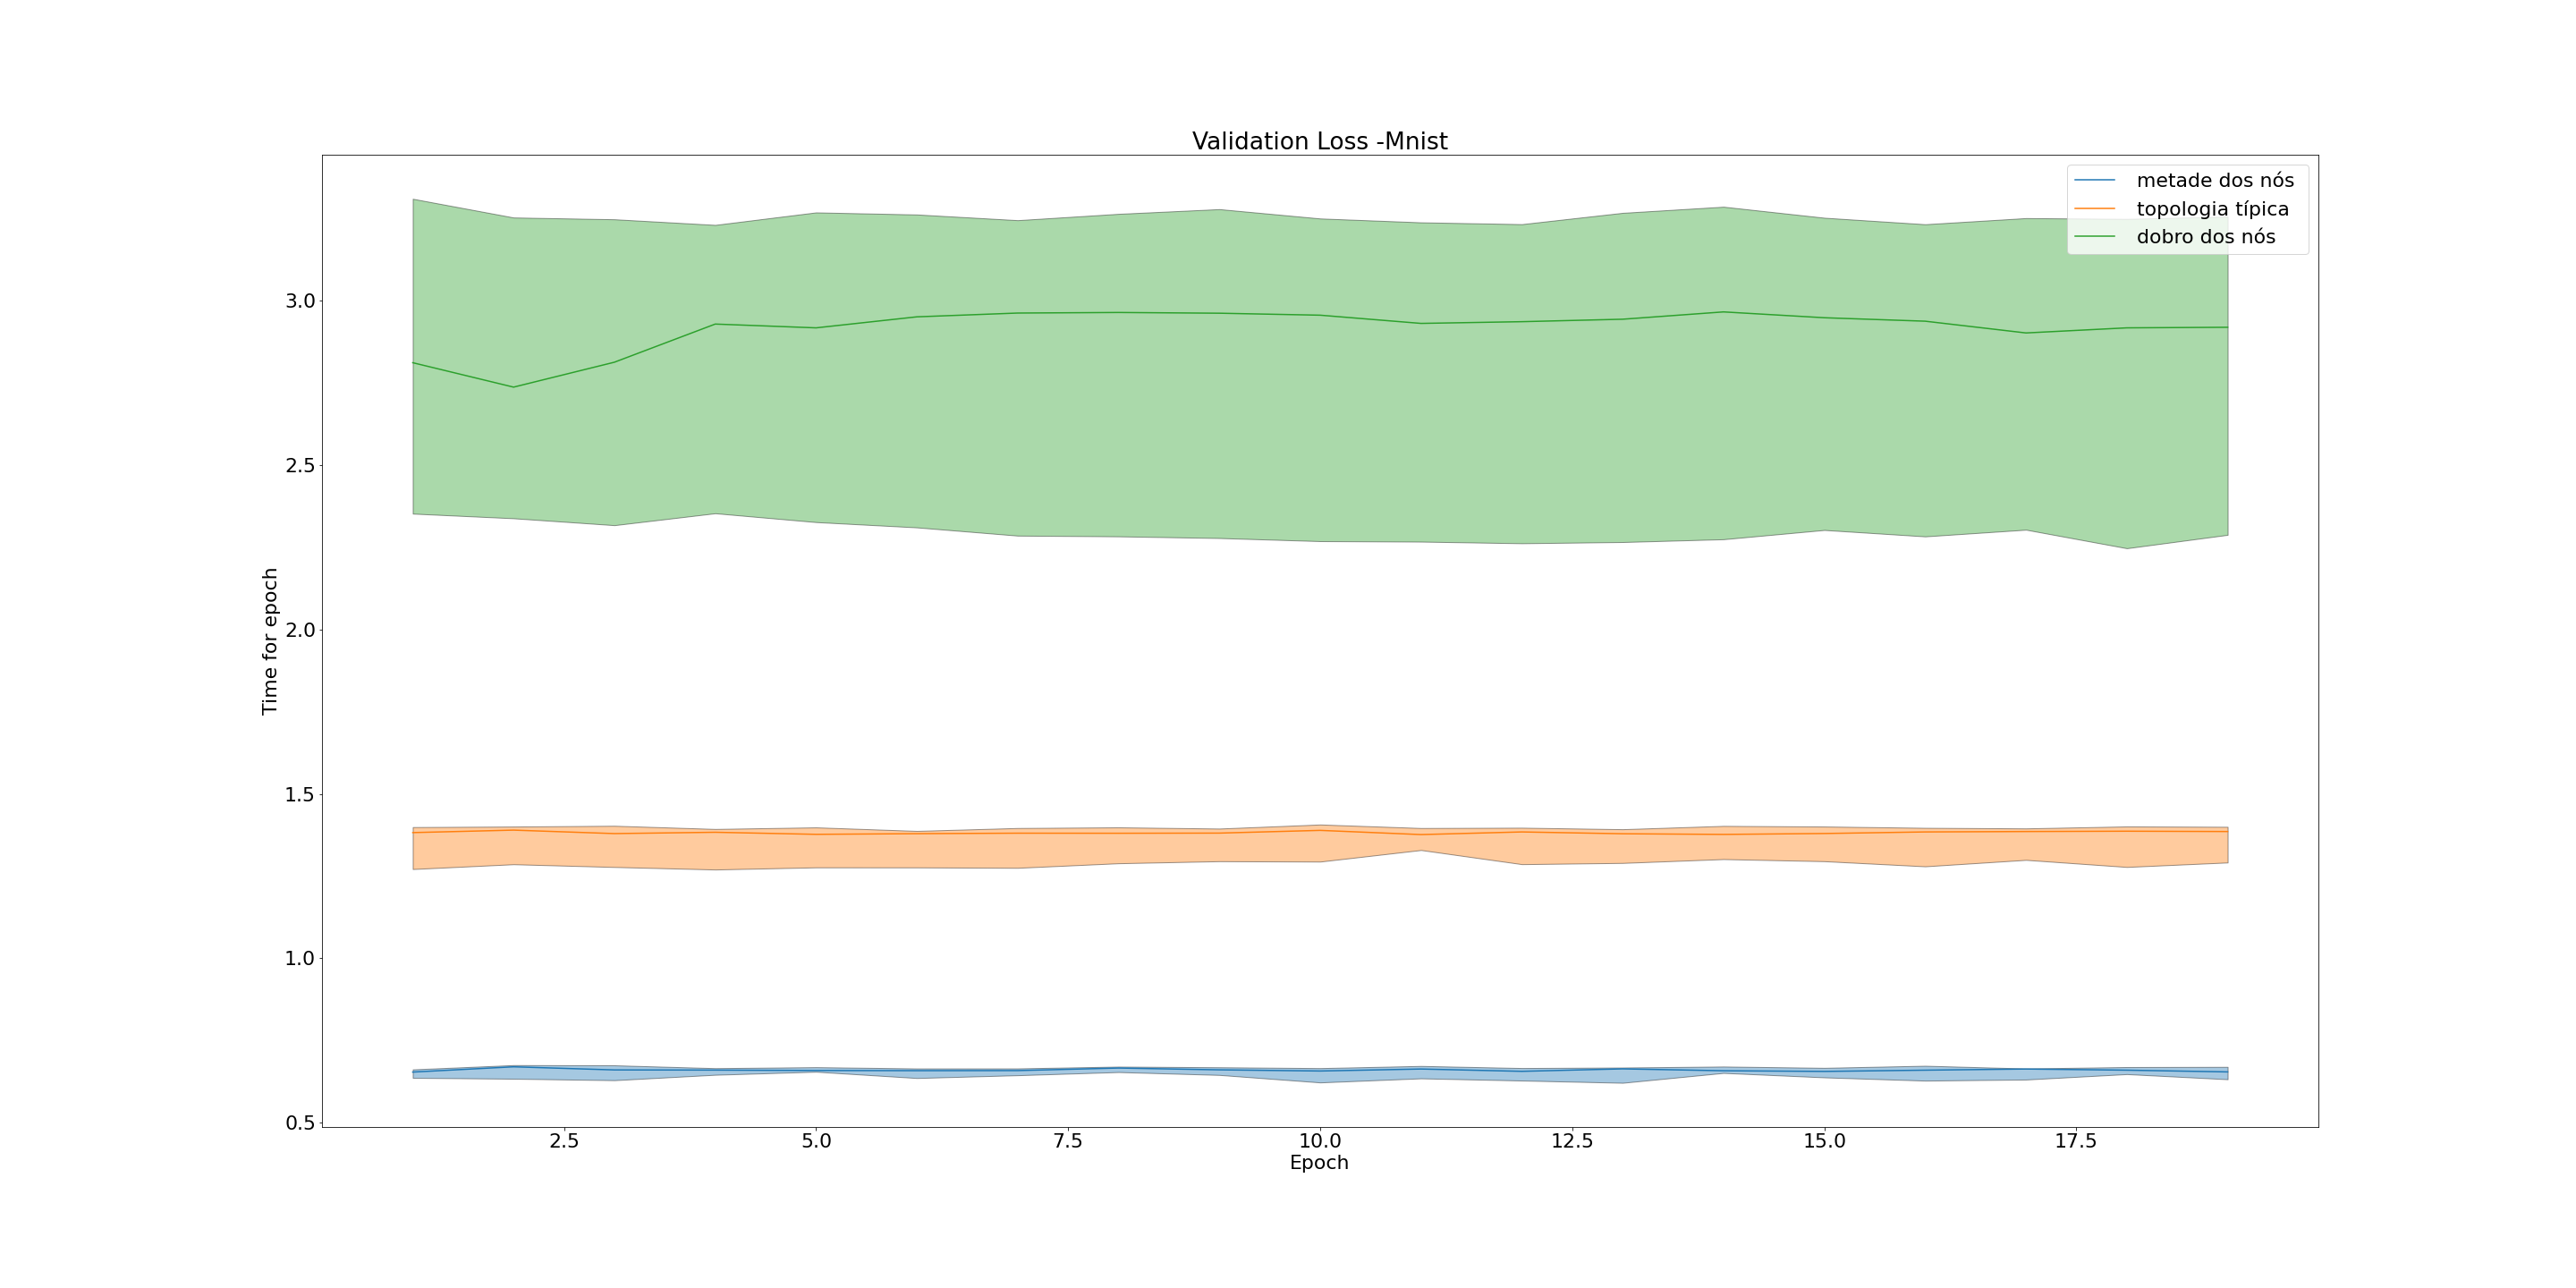 Validation Loss -Mnist
metade dos nós
topologia típica
dobro dos nós
Time for epoch
3.0
2.5
2.0
1.5
1.0
0.5
2.5 5.0 7.5 10.0 12.5 15.0 17.5
Epoch